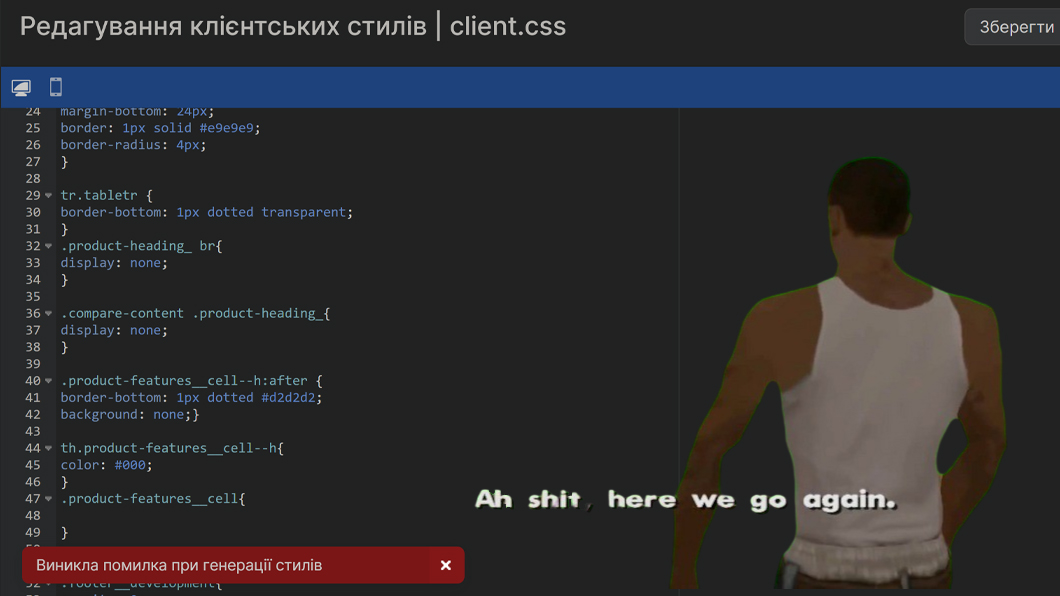 Редагування клієнтських стилів | client.css
Зберегти
24 margin-bottom: 24px;
25 border: 1px solid #e9e9e9;
26 border-radius: 4px;
27 }
28
29 tr.tabletr {
30 border-bottom: 1px dotted transparent;
31 }
32 .product-heading_ br{
33 display: none;
34 }
35
36 .compare-content .product-heading_{
37 display: none;
38 }
39
40 .product-features__cell--h:after {
41 border-bottom: 1px dotted #d2d2d2;
42 background: none;}
43
44 th.product-features__cell--h{
45 color: #000;
46 }
47 .product-features__cell{
48
49 }
Ah shit, here we go again.
Виникла помилка при генерації стилів ×
52 .footer__development{